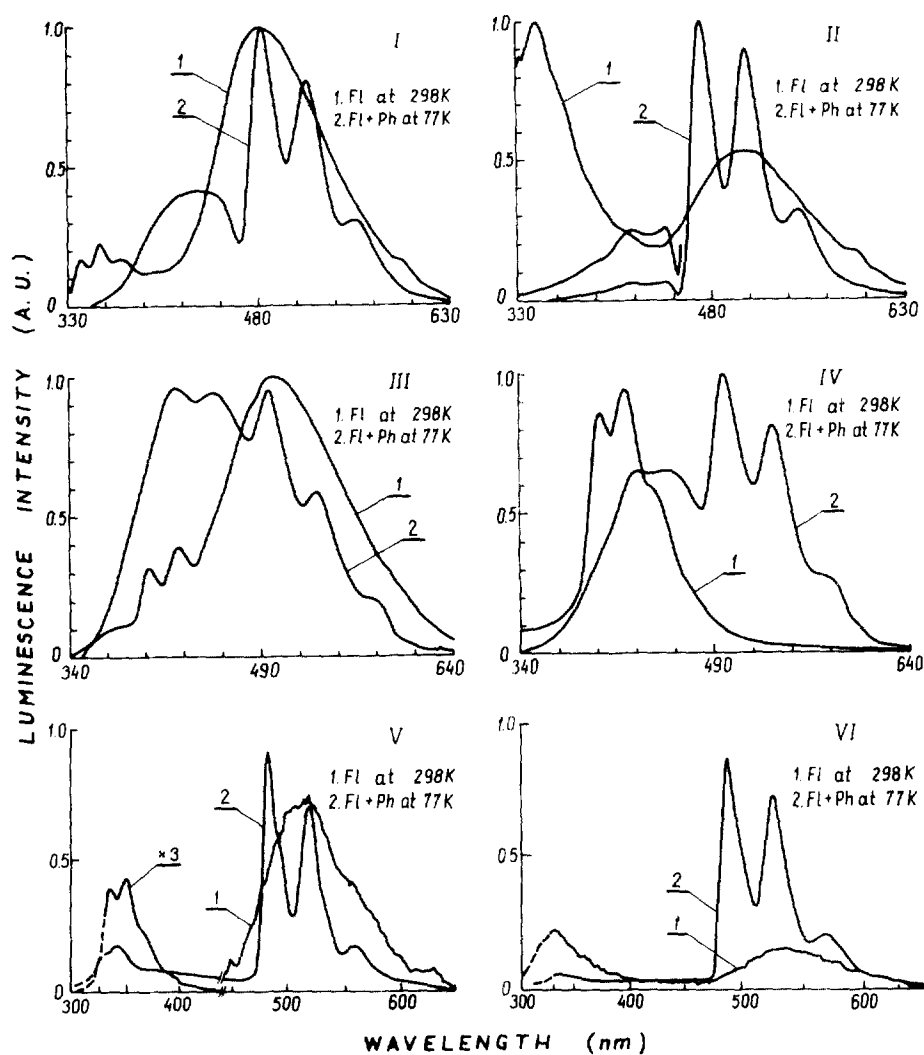 LUMINESCENCE INTENSITY (A.U.)
1.0
0.5
0
I
1
2
1. Fl at 298K
2. Fl + Ph at 77K
330
480
630
1.0
0.5
0
II
1
2
1. Fl at 298K
2. Fl + Ph at 77K
330
480
630
1.0
0.5
0
III
1. Fl at 298K
2. Fl + Ph at 77K
1
2
340
490
640
1.0
0.5
0
IV
1. Fl at 298K
2. Fl + Ph at 77K
2
1
340
490
640
1.0
0.5
0
V
1. Fl at 298K
2. Fl + Ph at 77K
2
×3
1
300
400
500
600
1.0
0.5
0
VI
1. Fl at 298K
2. Fl + Ph at 77K
2
1
300
400
500
600
WAVELENGTH (nm)